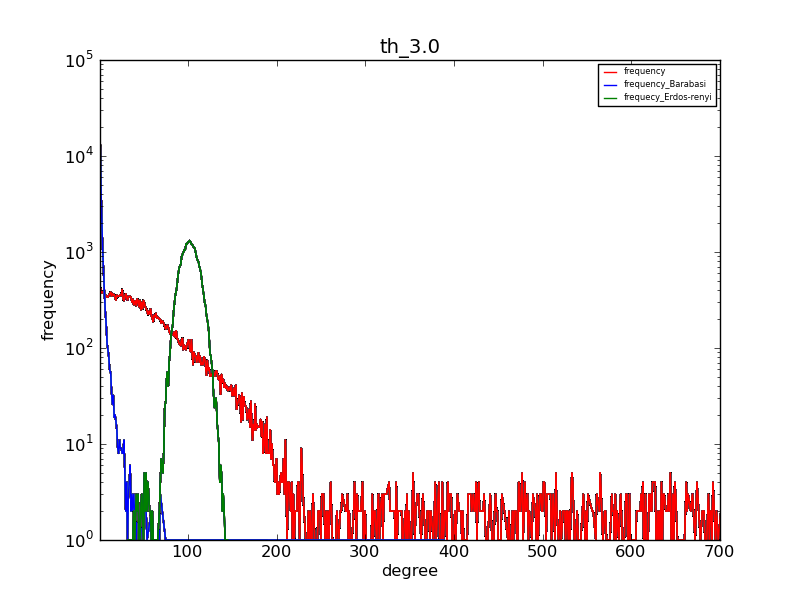 th_3.0
frequency
frequency_Barabasi
frequecy_Erdos-renyi
10^5
10^4
10^3
10^2
10^1
10^0
frequency
100 200 300 400 500 600 700
degree